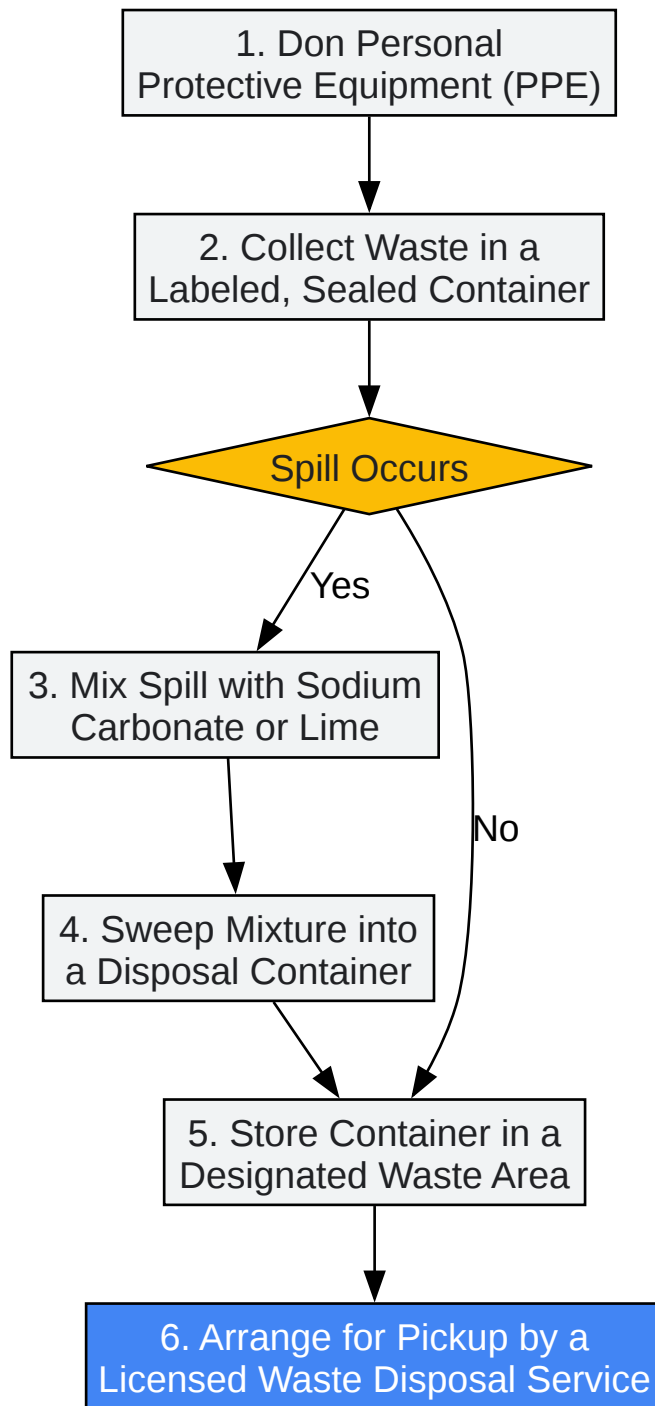 1. Don Personal
Protective Equipment (PPE)
2. Collect Waste in a
Labeled, Sealed Container
Spill Occurs
Yes
3. Mix Spill with Sodium
Carbonate or Lime
No
4. Sweep Mixture into
a Disposal Container
5. Store Container in a
Designated Waste Area
6. Arrange for Pickup by a
Licensed Waste Disposal Service